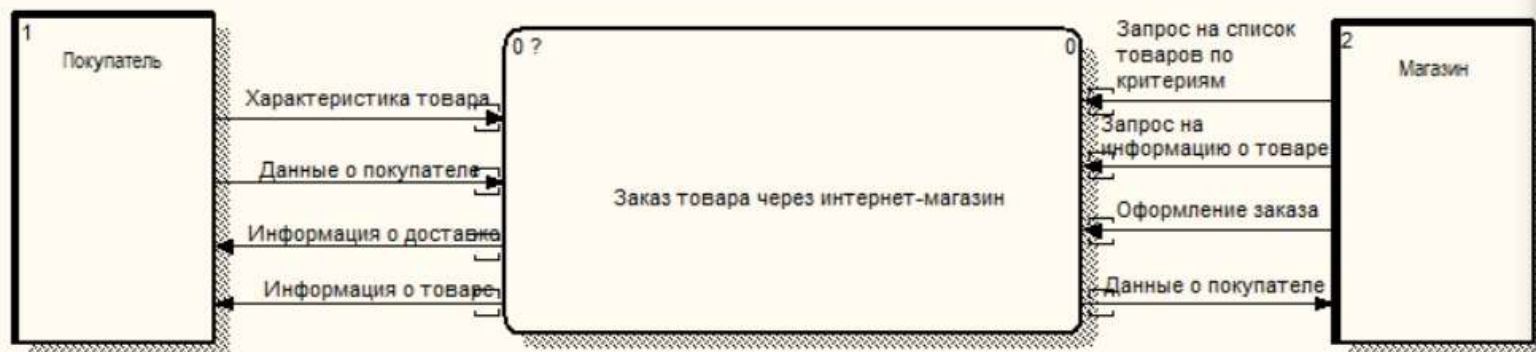 1
Покупатель
Характеристика товара
Данные о покупателе
Информация о доставке
Информация о товаре
0 ?
0
Заказ товара через интернет-магазин
Запрос на список
товаров по
критериям
Запрос на
информацию о товаре
Оформление заказа
Данные о покупателе
2
Магазин